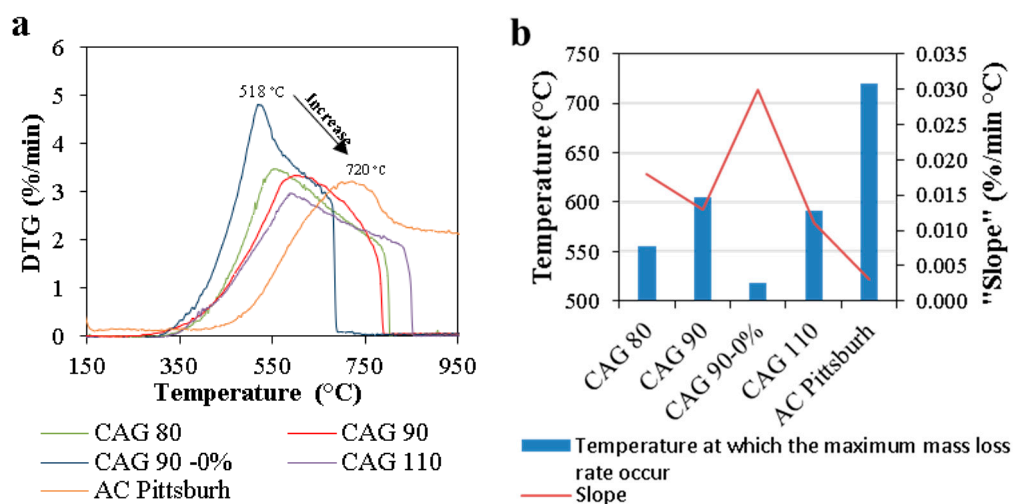 a
6
5
4
3
2
1
0
DTG (%/min)
518 °C
Increase
720 °C
150
350
550
750
950
Temperature (°C)
CAG 80
CAG 90
CAG 90 -0%
CAG 110
AC Pittsburh
b
750
700
650
600
550
500
Temperature (°C)
0.035
0.030
0.025
0.020
0.015
0.010
0.005
0.000
"Slope" (%/min °C)
CAG 80
CAG 90
CAG 90-0%
CAG 110
AC Pittsburh
Temperature at which the maximum mass loss
rate occur
Slope